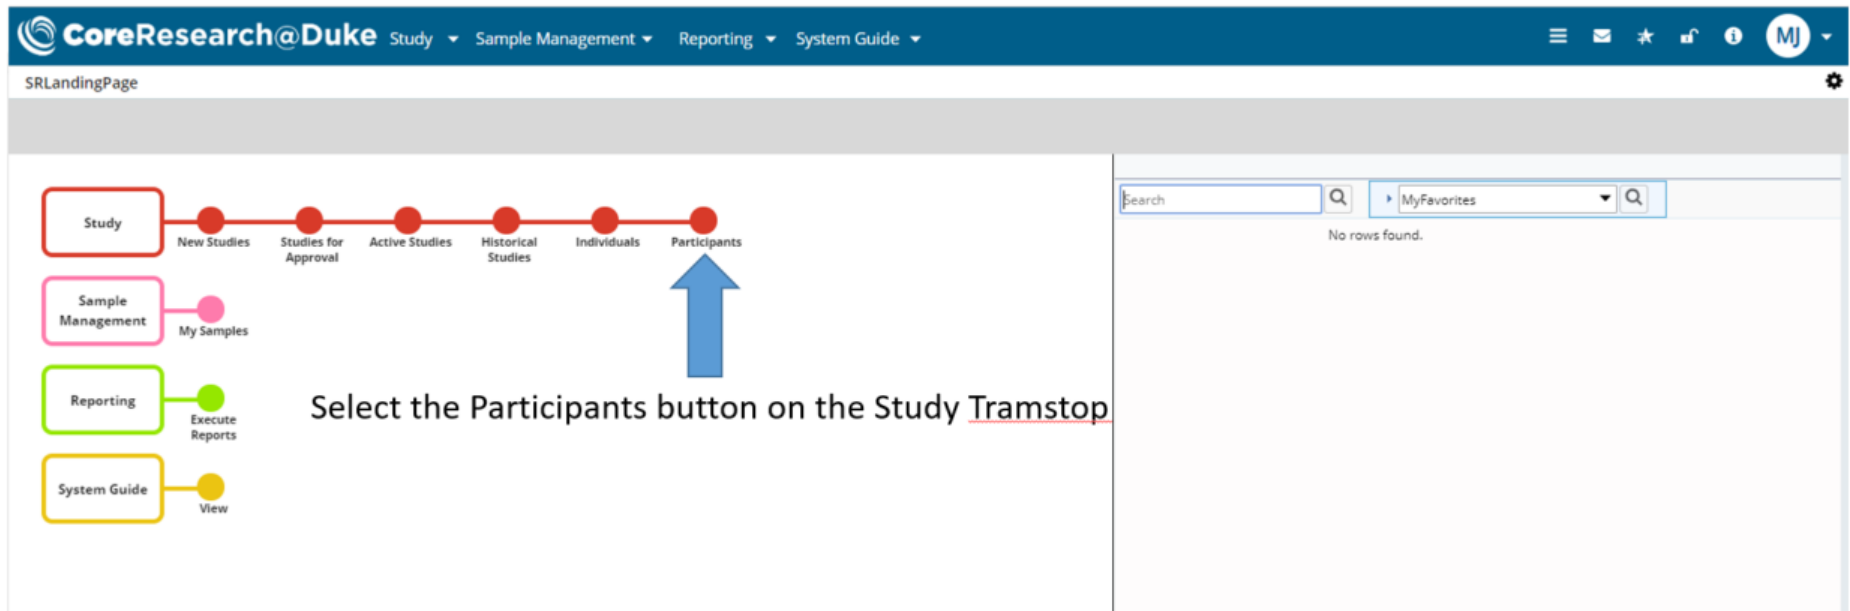 CoreResearch@Duke Study Sample Management Reporting System Guide MJ
SRLandingPage
Search MyFavorites
No rows found.
Study
New Studies
Studies for
Approval
Active Studies
Historical
Studies
Individuals
Participants
Sample
Management
My Samples
Select the Participants button on the Study Tramstop
Reporting
Execute
Reports
System Guide
View